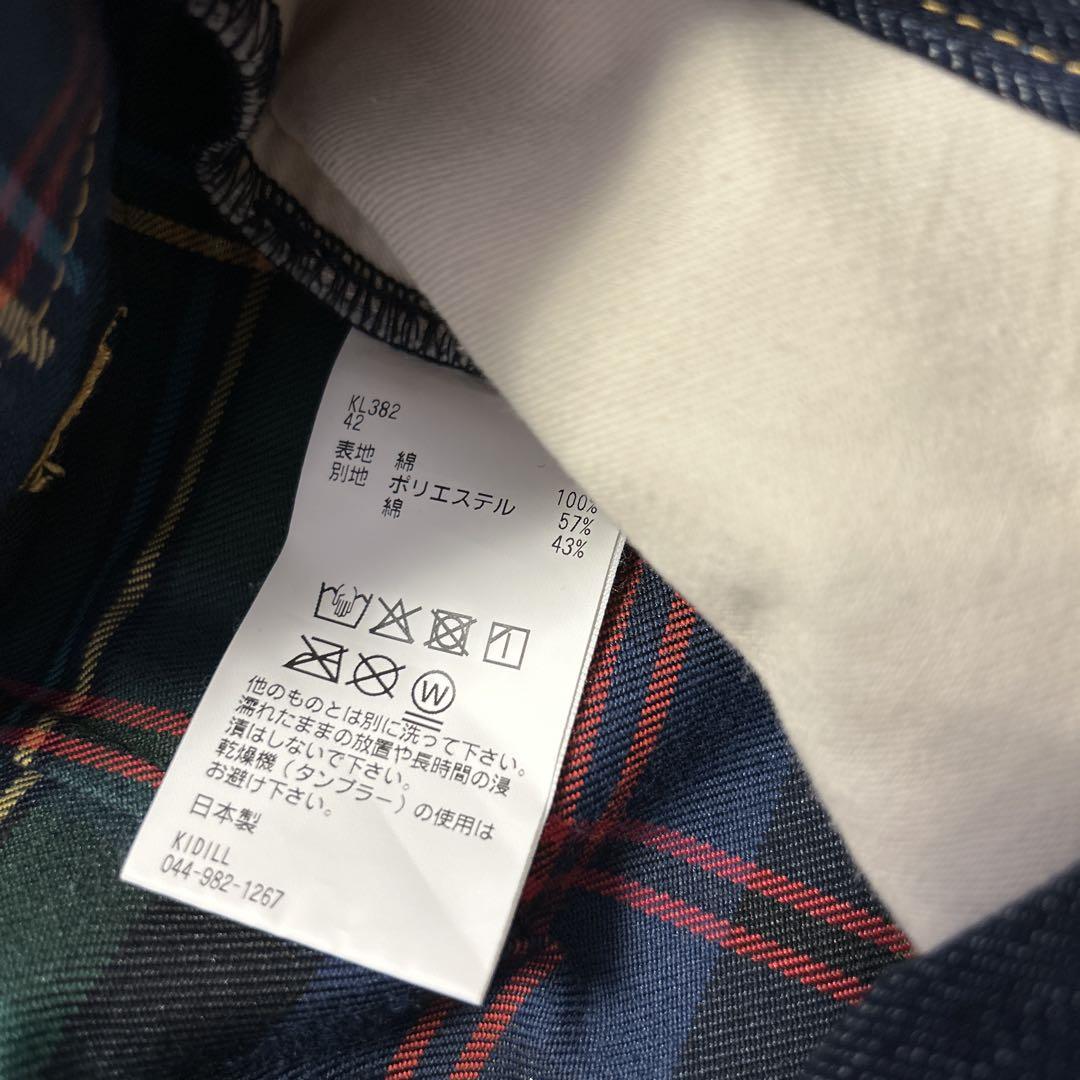 KL382
42
表地 綿 100%
別地 ポリエステル 57%
綿 43%
W
他のものとは別に洗って下さい。
濡れたままの放置や長時間の浸
漬はしないで下さい。
乾燥機(タンブラー)の使用は
お避け下さい。
日本製
KIDILL
044-982-1267